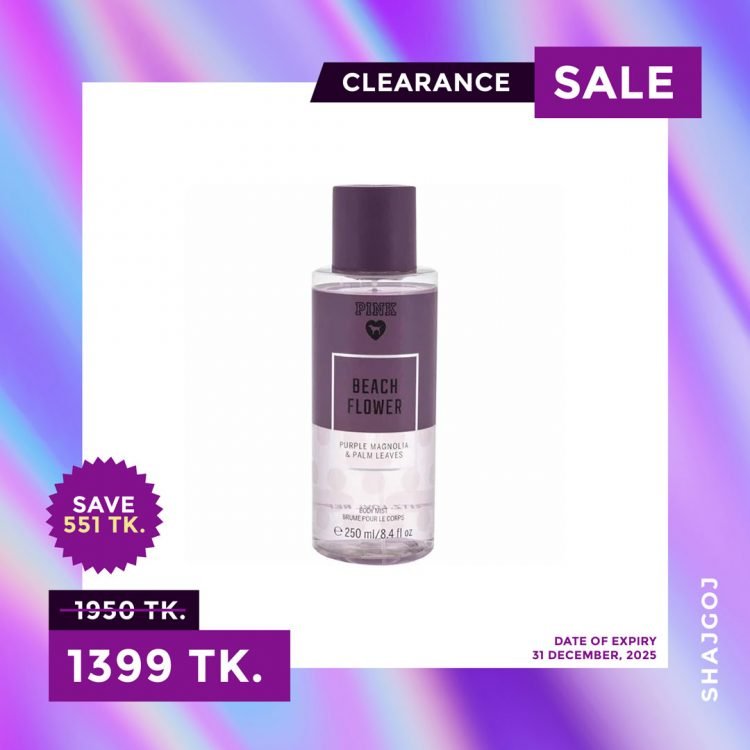 CLEARANCE SALE
PINK
BEACH
FLOWER
PURPLE MAGNOLIA
& PALM LEAVES
BODY MIST
BRUME POUR LE CORPS
℮ 250 ml/8.4 fl oz
SAVE
551 TK.
1950 TK.
1399 TK.
DATE OF EXPIRY
31 DECEMBER, 2025
SHAJGOJ